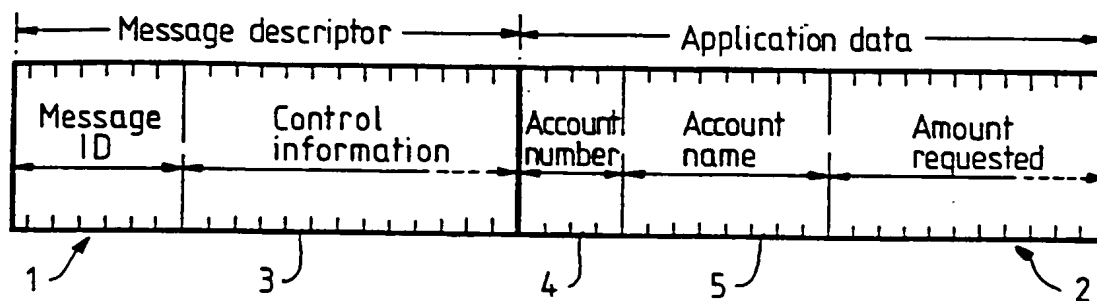 Message descriptor
Application data
Message
ID
Control
information
Account
number
Account
name
Amount
requested
1
3
4
5
2